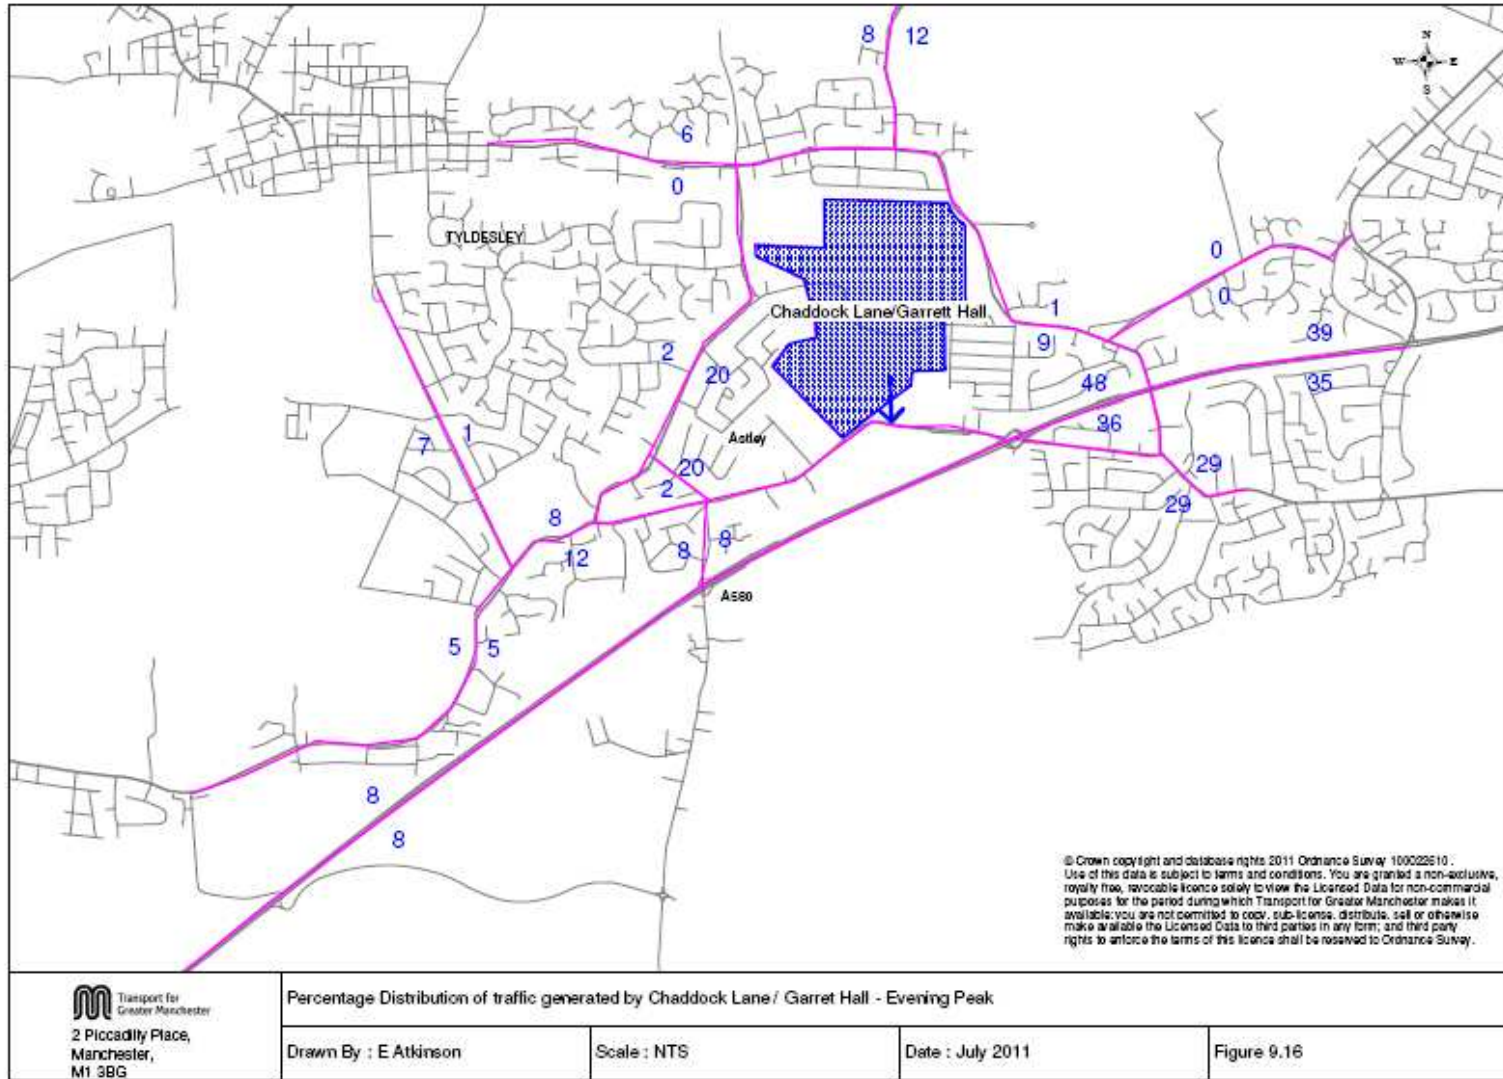 8 12
N
W E
S
6
0
TYLDESLEY
0
0
Chaddock Lane/Garrett Hall
1
9
39
2
20
48
35
36
7 1
Astley
20
2
29
29
8
12
8 8
A580
5 5
8
8
© Crown copyright and database rights 2011 Ordnance Survey 100022610 .
Use of this data is subject to terms and conditions. You are granted a non-exclusive,
royalty free, revocable licence solely to view the Licensed Data for non-commercial
purposes for the period during which Transport for Greater Manchester makes it
available; you are not permitted to copy, sub-license, distribute, sell or otherwise
make available the Licensed Data to third parties in any form; and third party
rights to enforce the terms of this licence shall be reserved to Ordnance Survey.
Transport for
Greater Manchester
2 Piccadilly Place,
Manchester,
M1 3BG
Percentage Distribution of traffic generated by Chaddock Lane / Garret Hall - Evening Peak
Drawn By : E Atkinson
Scale : NTS
Date : July 2011
Figure 9.16